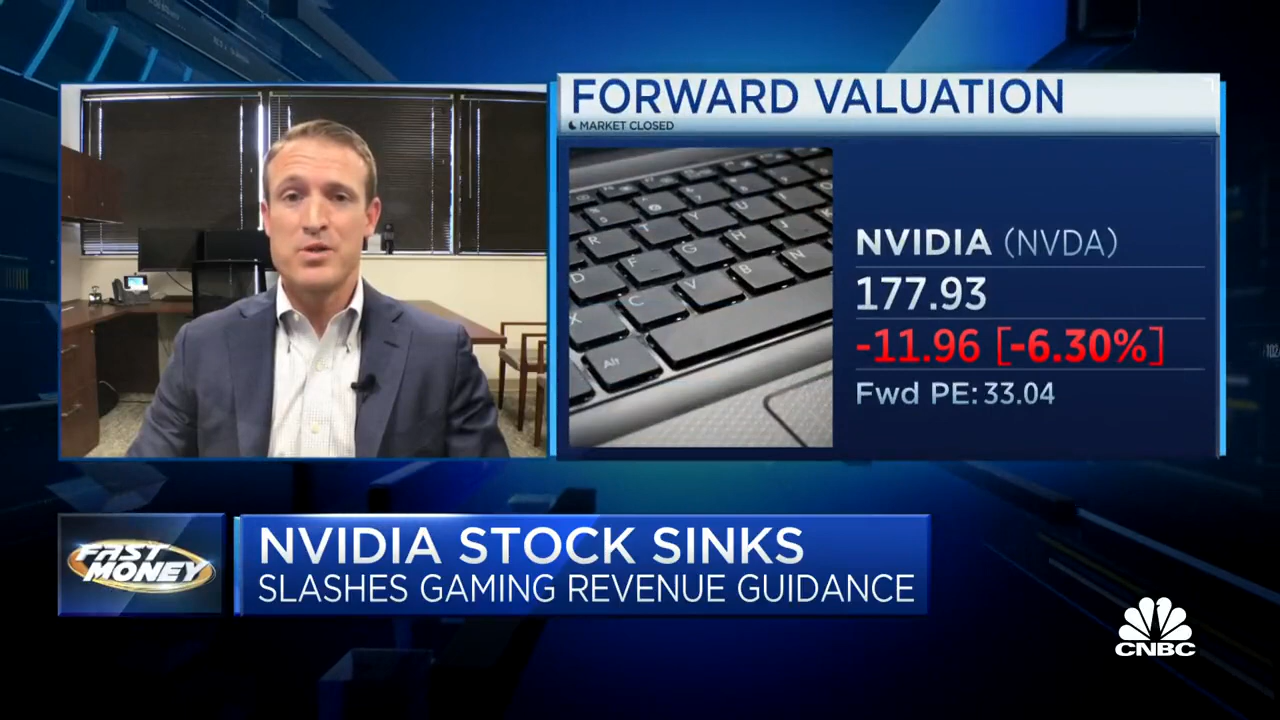 FORWARD VALUATION
MARKET CLOSED
NVIDIA (NVDA)
177.93
-11.96 [-6.30%]
Fwd PE: 33.04
R T Y U
D F G H J K
X C V B N
Alt
NVIDIA STOCK SINKS
SLASHES GAMING REVENUE GUIDANCE
FAST
MONEY
CNBC